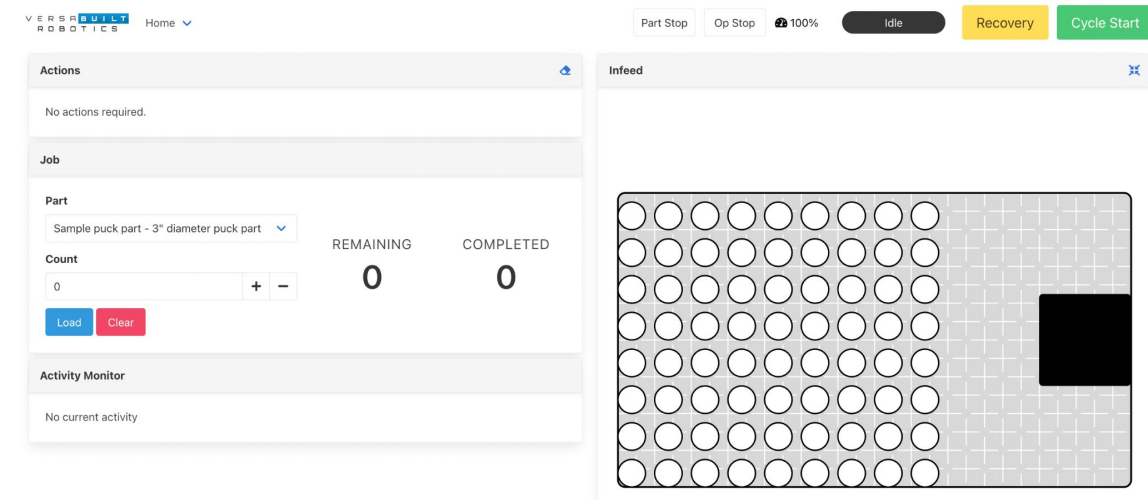 VERSABUILT
ROBOTICS
Home
Part Stop
Op Stop
100%
Idle
Recovery
Cycle Start
Actions
No actions required.
Job
Part
Sample puck part - 3" diameter puck part
Count
0
+ −
Load
Clear
REMAINING
0
COMPLETED
0
Activity Monitor
No current activity
Infeed